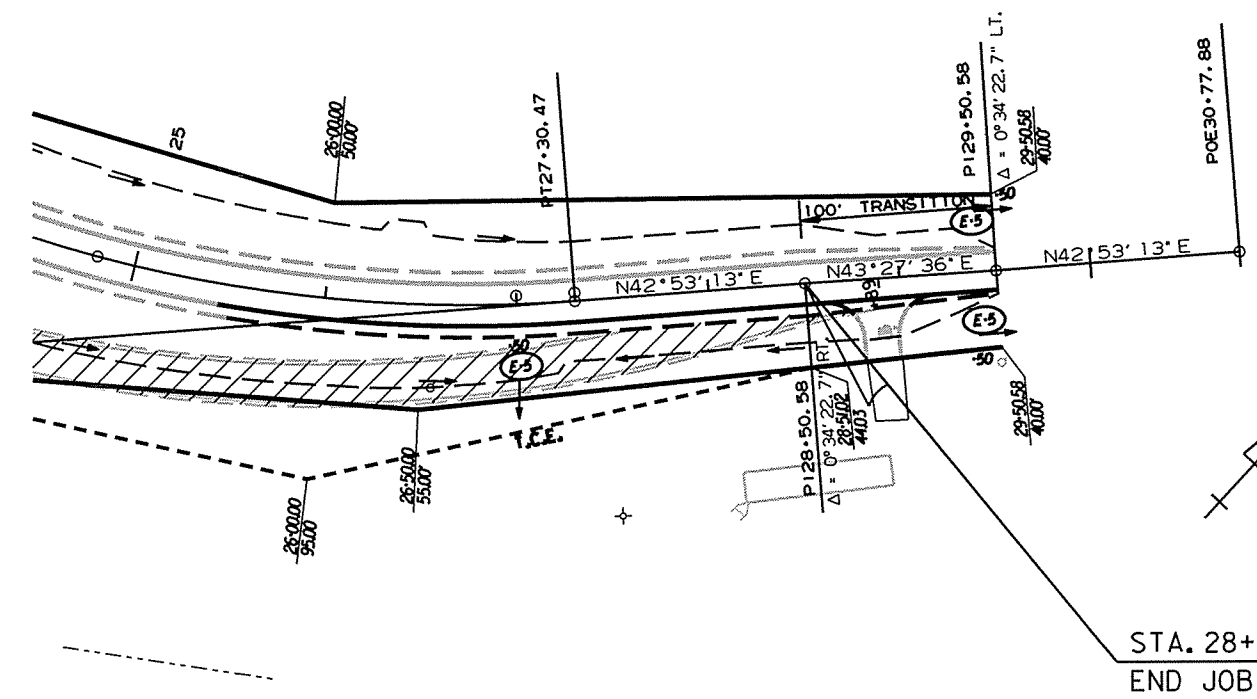 25
26+00.00
50.00'
PT27+30.47
PI29+50.58
Δ = 0°34'22.7" LT.
29+50.58
40.00'
POE30+77.88
100' TRANSITION
+50
E-5
N42°53'13"E
N43°27'36"E
N42°53'13"E
+89
E-5
+50
E-5
+50
T.C.E.
R.
PI28+50.58
Δ = 0°34'22.7"
28+51.02
44.03
29+50.58
40.00'
26+50.00
55.00'
26+00.00
95.00
STA. 28+
END JOB